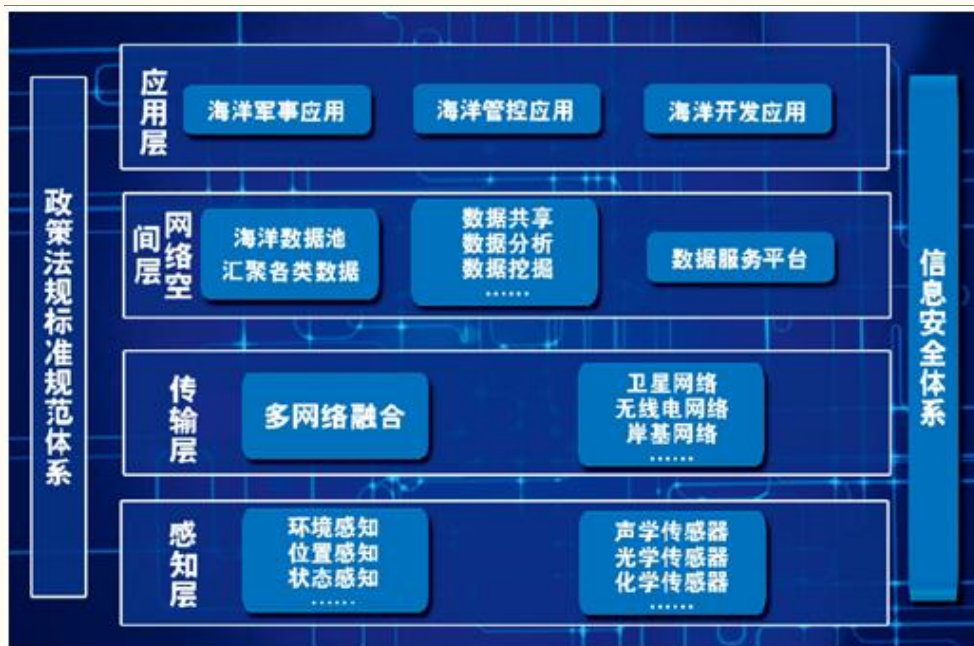 政策法规标准规范体系
应用层
海洋军事应用
海洋管控应用
海洋开发应用
网络空间层
海洋数据池
汇聚各类数据
数据共享
数据分析
数据挖掘
......
数据服务平台
传输层
多网络融合
卫星网络
无线电网络
岸基网络
......
感知层
环境感知
位置感知
状态感知
......
声学传感器
光学传感器
化学传感器
......
信息安全体系